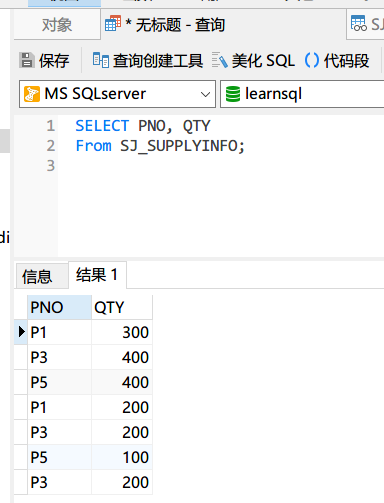 对象
* 无标题 - 查询
SJ
保存
查询创建工具
美化 SQL
() 代码段
MS SQLserver
learnsql
1 SELECT PNO, QTY
2 From SJ_SUPPLYINFO;
3
di
信息
结果 1
PNO QTY
P1 300
P3 400
P5 400
P1 200
P3 200
P5 100
P3 200